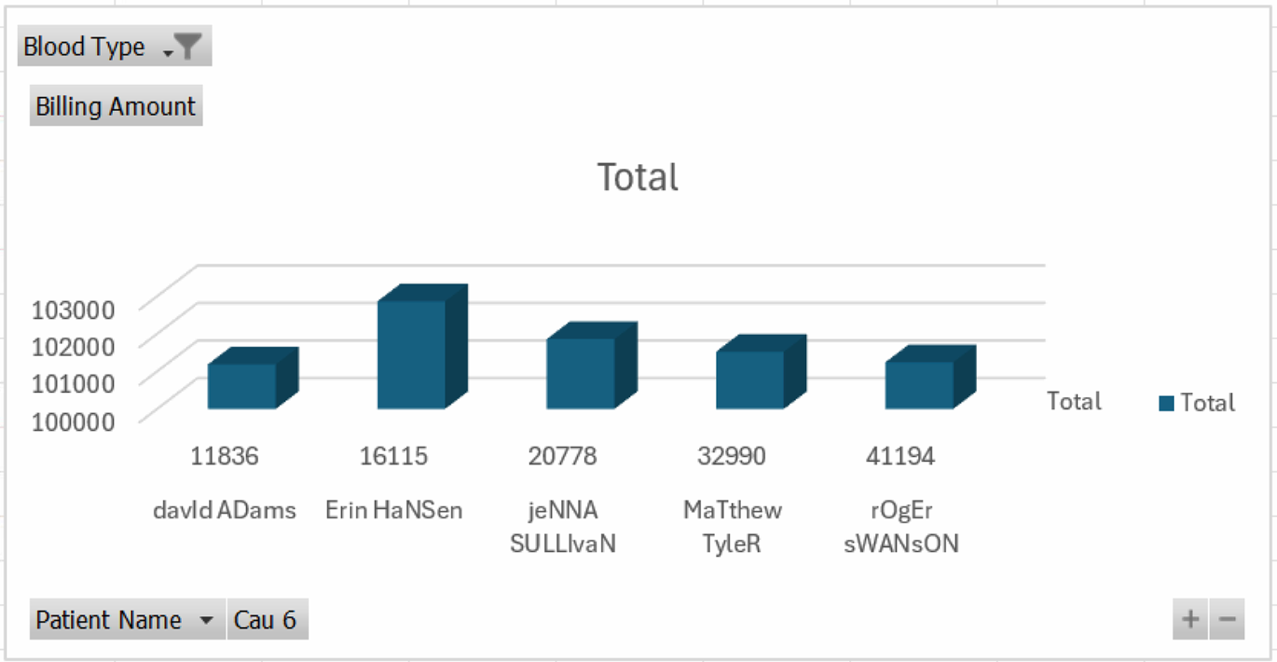 Blood Type
Billing Amount
Total
103000
102000
101000
100000
Total
Total
11836 16115 20778 32990 41194
davId ADams Erin HaNSen jeNNA MaTthew rOgEr
SULLIvaN TyleR sWANsON
Patient Name Cau 6
+ −